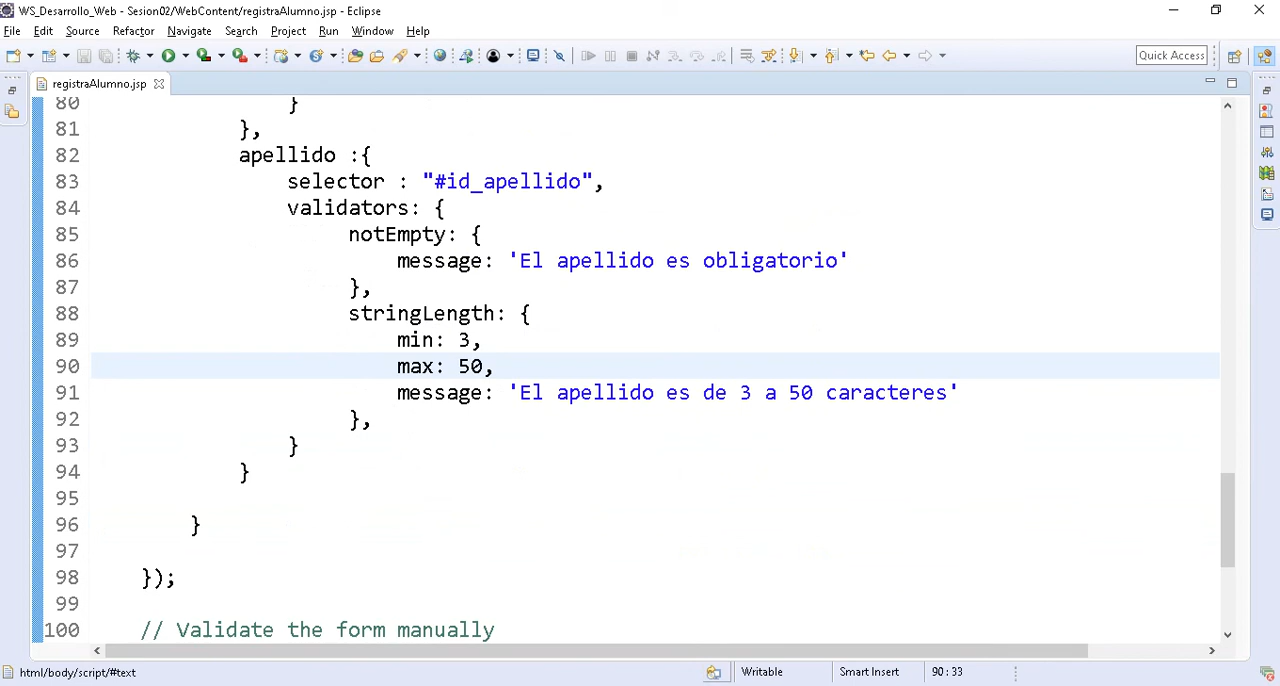 WS_Desarrollo_Web - Sesion02/WebContent/registraAlumno.jsp - Eclipse
File Edit Source Refactor Navigate Search Project Run Window Help
Quick Access
registraAlumno.jsp
80 }
81 },
82 apellido :{
83 selector : "#id_apellido",
84 validators: {
85 notEmpty: {
86 message: 'El apellido es obligatorio'
87 },
88 stringLength: {
89 min: 3,
90 max: 50,
91 message: 'El apellido es de 3 a 50 caracteres'
92 },
93 }
94 }
95
96 }
97
98 });
99
100 // Validate the form manually
html/body/script/#text Writable Smart Insert 90 : 33